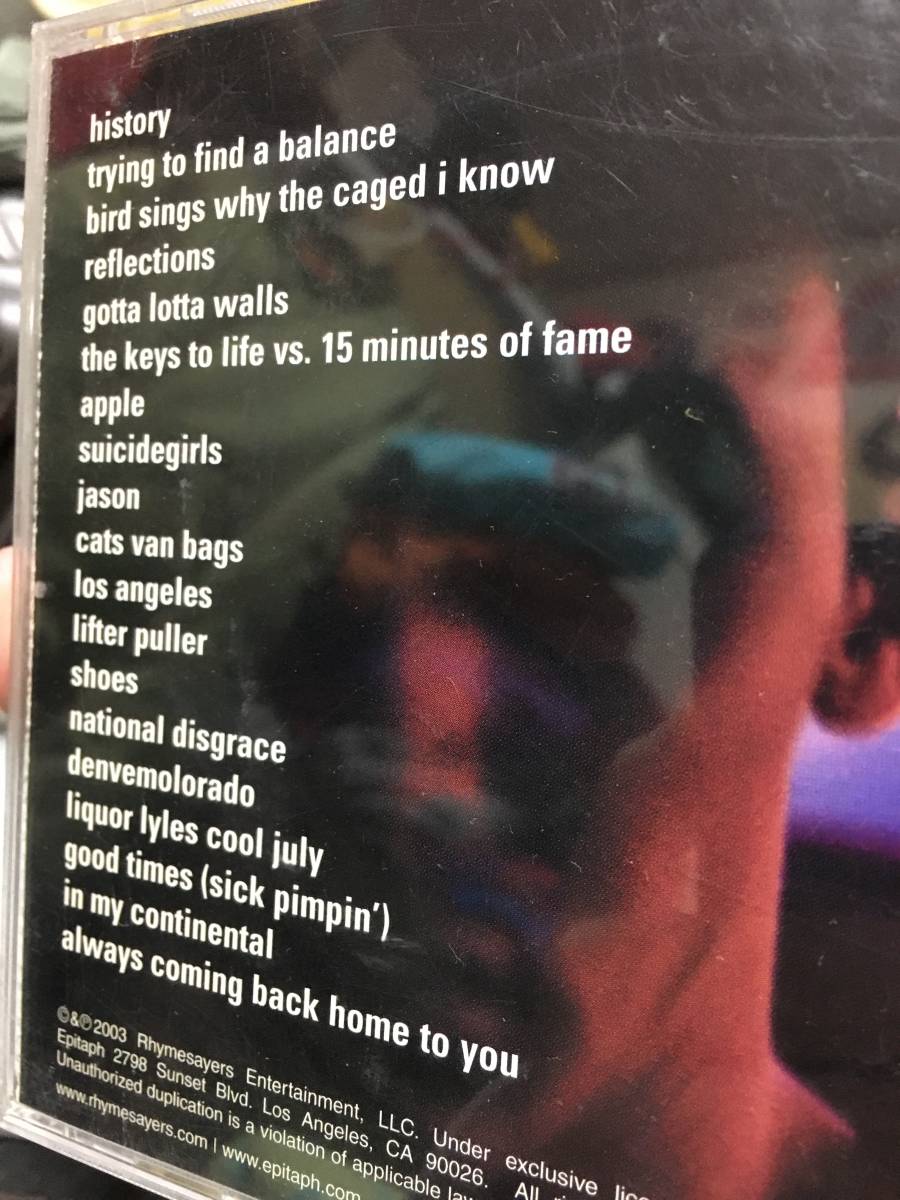 history
trying to find a balance
bird sings why the caged i know
reflections
gotta lotta walls
the keys to life vs. 15 minutes of fame
apple
suicidegirls
jason
cats van bags
los angeles
lifter puller
shoes
national disgrace
denvemolorado
liquor lyles cool july
good times (sick pimpin')
in my continental
always coming back home to you
©&℗2003 Rhymesayers Entertainment, LLC. Under exclusive
Epitaph 2798 Sunset Blvd. Los Angeles, CA 90026. All
Unauthorized duplication is a violation of applicable
www.rhymesayers.com | www.epitaph.com